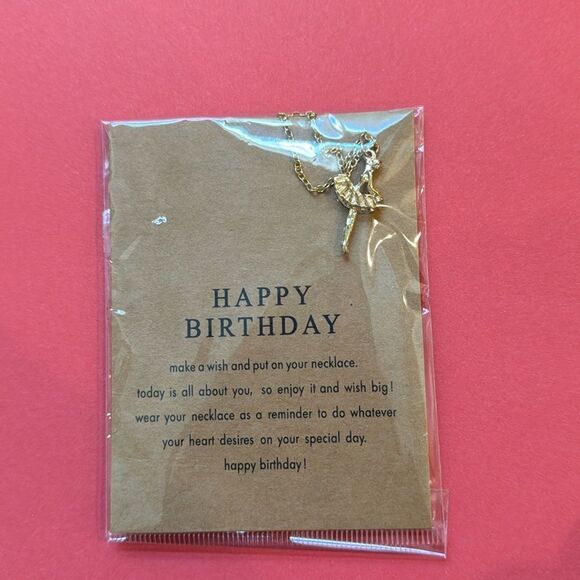 HAPPY
BIRTHDAY
make a wish and put on your necklace.
today is all about you, so enjoy it and wish big!
wear your necklace as a reminder to do whatever
your heart desires on your special day.
happy birthday!